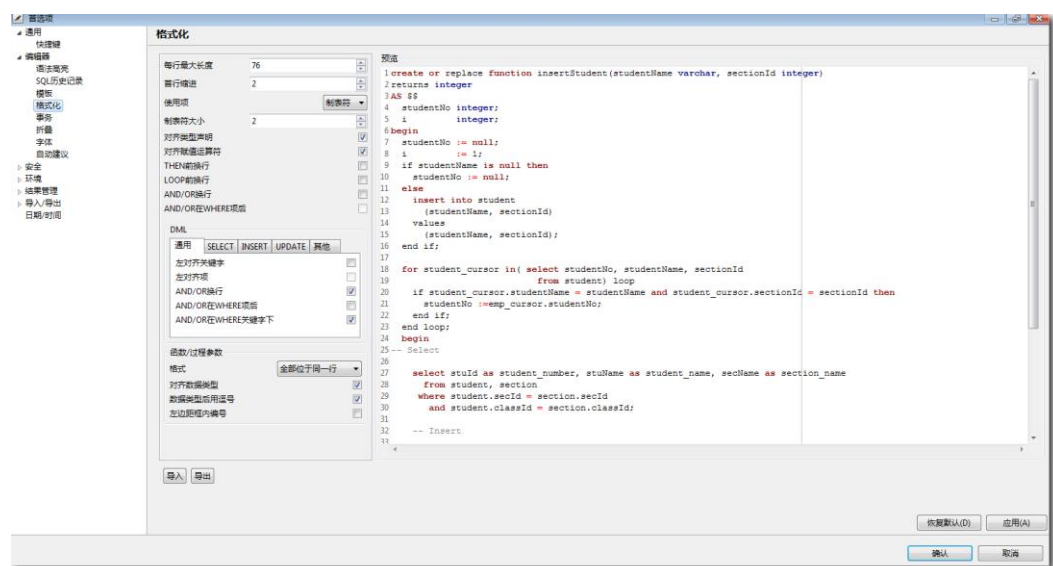 首选项
通用
快捷键
编辑器
语法高亮
SQL历史记录
模板
格式化
事务
折叠
字体
自动建议
安全
环境
结果管理
导入/导出
日期/时间
格式化
每行最大长度 76
首行缩进 2
使用项 制表符
制表符大小 2
对齐类型声明
对齐赋值运算符
THEN前换行
LOOP前换行
AND/OR换行
AND/OR在WHERE项后
DML
通用 SELECT INSERT UPDATE 其他
左对齐关键字
左对齐项
AND/OR换行
AND/OR在WHERE项后
AND/OR在WHERE关键字下
函数/过程参数
格式 全部位于同一行
对齐数据类型
数据类型后用逗号
左边距框内编号
导入 导出
预览
1 create or replace function insertStudent(studentName varchar, sectionId integer)
2 returns integer
3 AS $$
4 studentNo integer;
5 i integer;
6 begin
7 studentNo := null;
8 i := 1;
9 if studentName is null then
10 studentNo := null;
11 else
12 insert into student
13 (studentName, sectionId)
14 values
15 (studentName, sectionId);
16 end if;
17
18 for student_cursor in( select studentNo, studentName, sectionId
19 from student) loop
20 if student_cursor.studentName = studentName and student_cursor.sectionId = sectionId then
21 studentNo :=emp_cursor.studentNo;
22 end if;
23 end loop;
24 begin
25 -- Select
26
27 select stuId as student_number, stuName as student_name, secName as section_name
28 from student, section
29 where student.secId = section.secId
30 and student.classId = section.classId;
31
32 -- Insert
33
恢复默认(D) 应用(A)
确认 取消